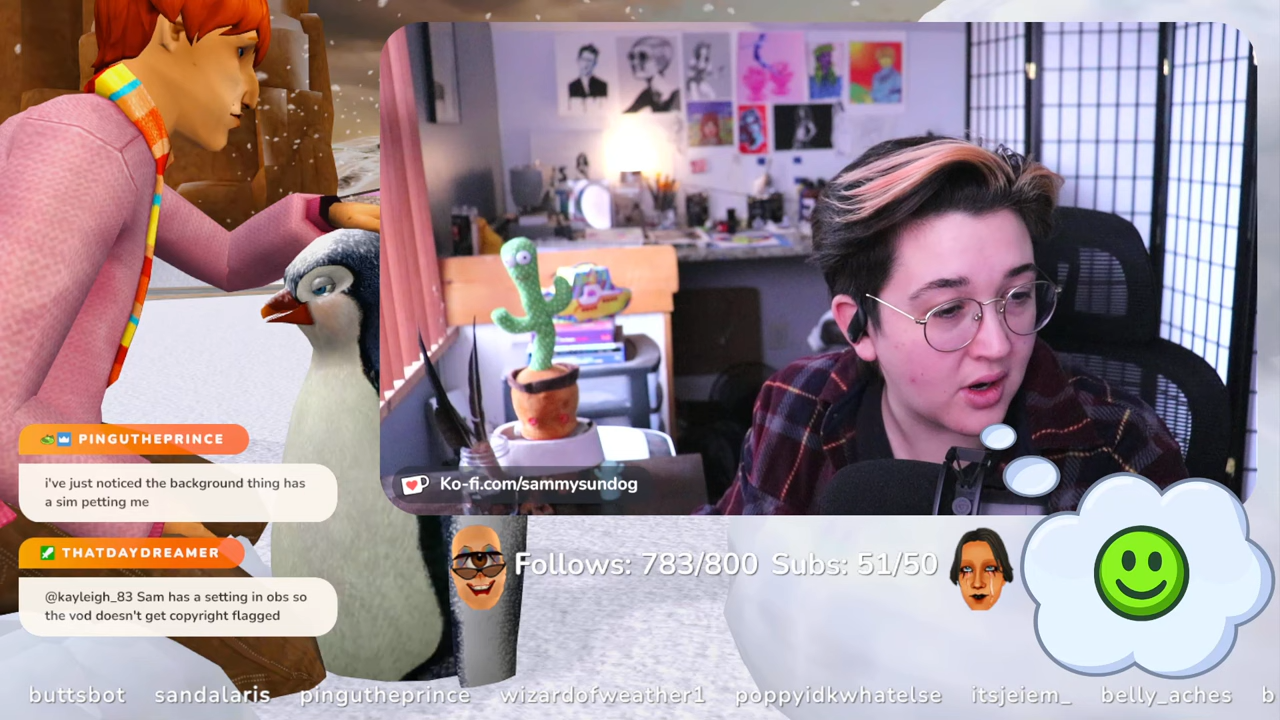 PINGUTHEPRINCE
i've just noticed the background thing has
a sim petting me
THATDAYDREAMER
@kayleigh_83 Sam has a setting in obs so
the vod doesn't get copyright flagged
Ko-fi.com/sammysundog
Follows: 783/800 Subs: 51/50
buttsbot sandalaris pingutheprince wizardofweather1 poppyidkwhatelse itsjeiem_ belly_aches b